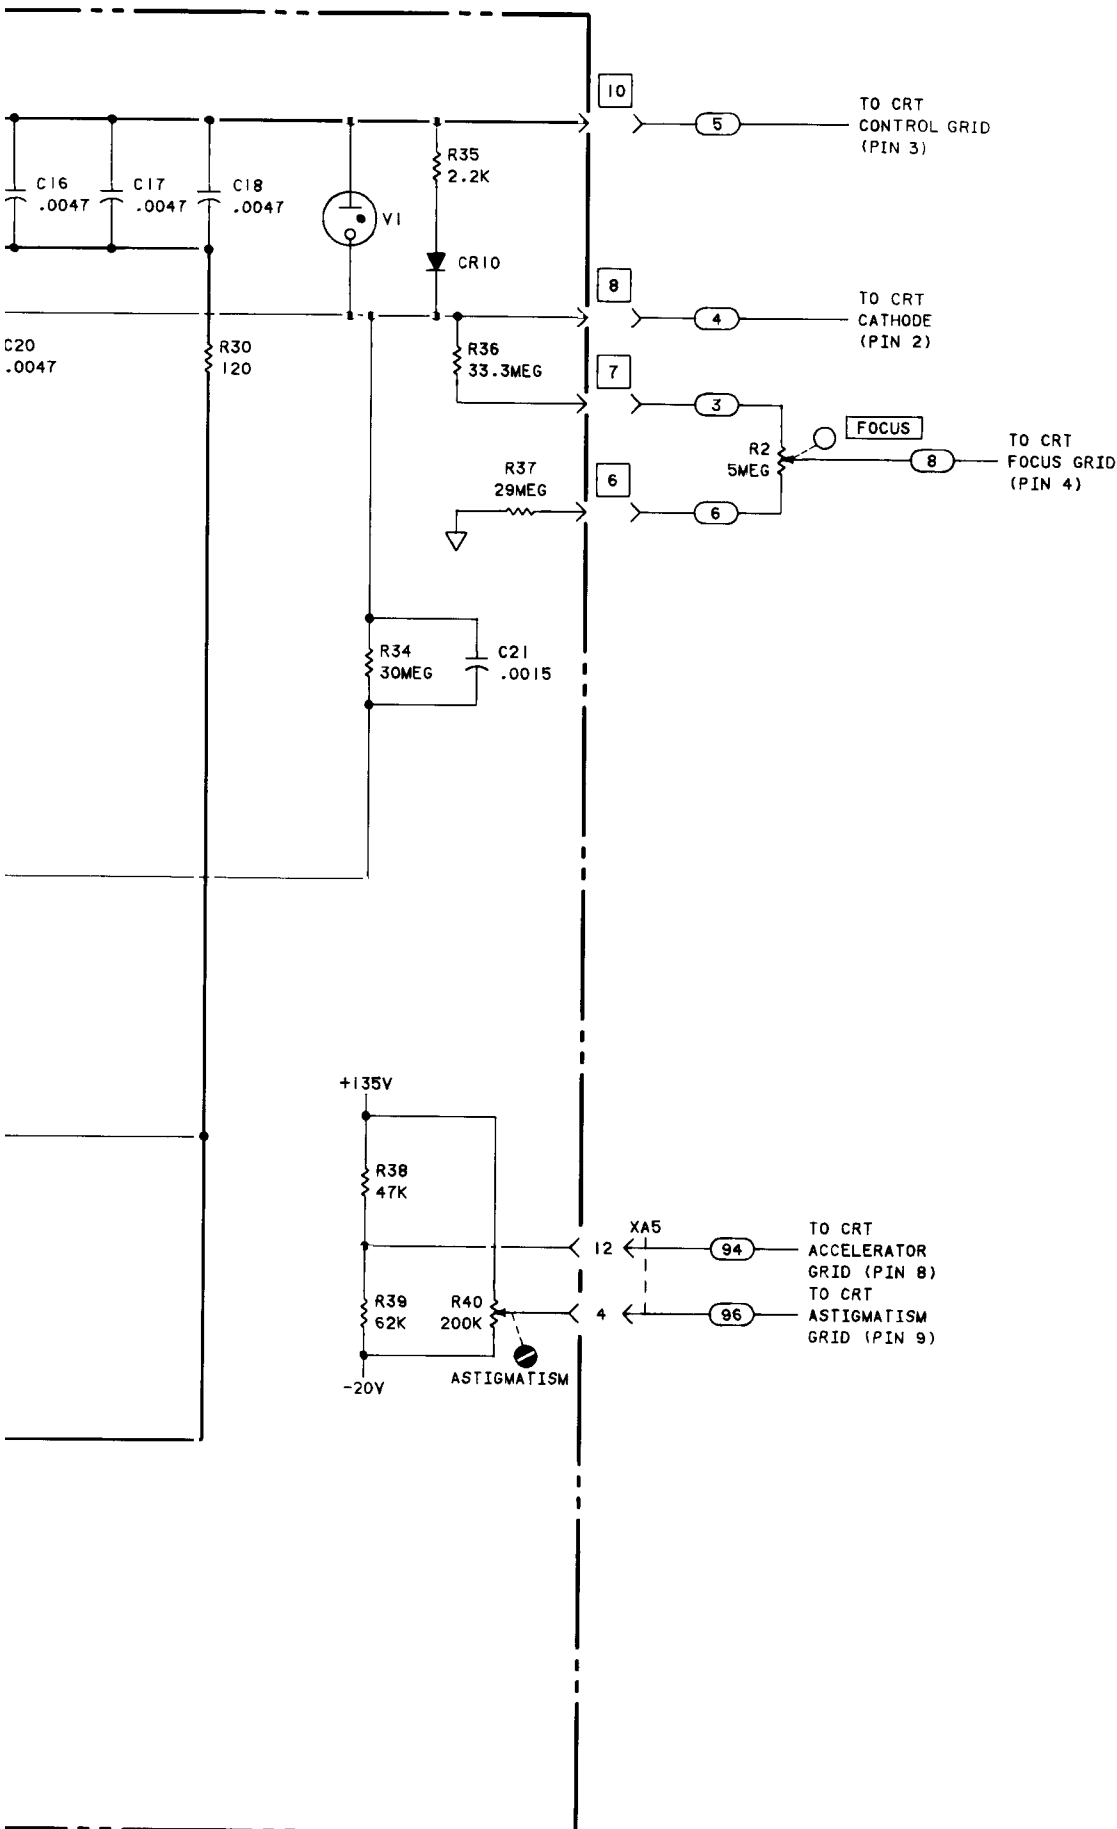 10
5
TO CRT
CONTROL GRID
(PIN 3)
R35
2.2K
C16
.0047
C17
.0047
C18
.0047
V1
CR10
8
4
TO CRT
CATHODE
(PIN 2)
C20
.0047
R30
120
R36
33.3MEG
7
3
FOCUS
R2
5MEG
8
TO CRT
FOCUS GRID
(PIN 4)
R37
29MEG
6
6
R34
30MEG
C21
.0015
+135V
R38
47K
XA5
12
94
TO CRT
ACCELERATOR
GRID (PIN 8)
R39
62K
R40
200K
4
96
TO CRT
ASTIGMATISM
GRID (PIN 9)
-20V
ASTIGMATISM